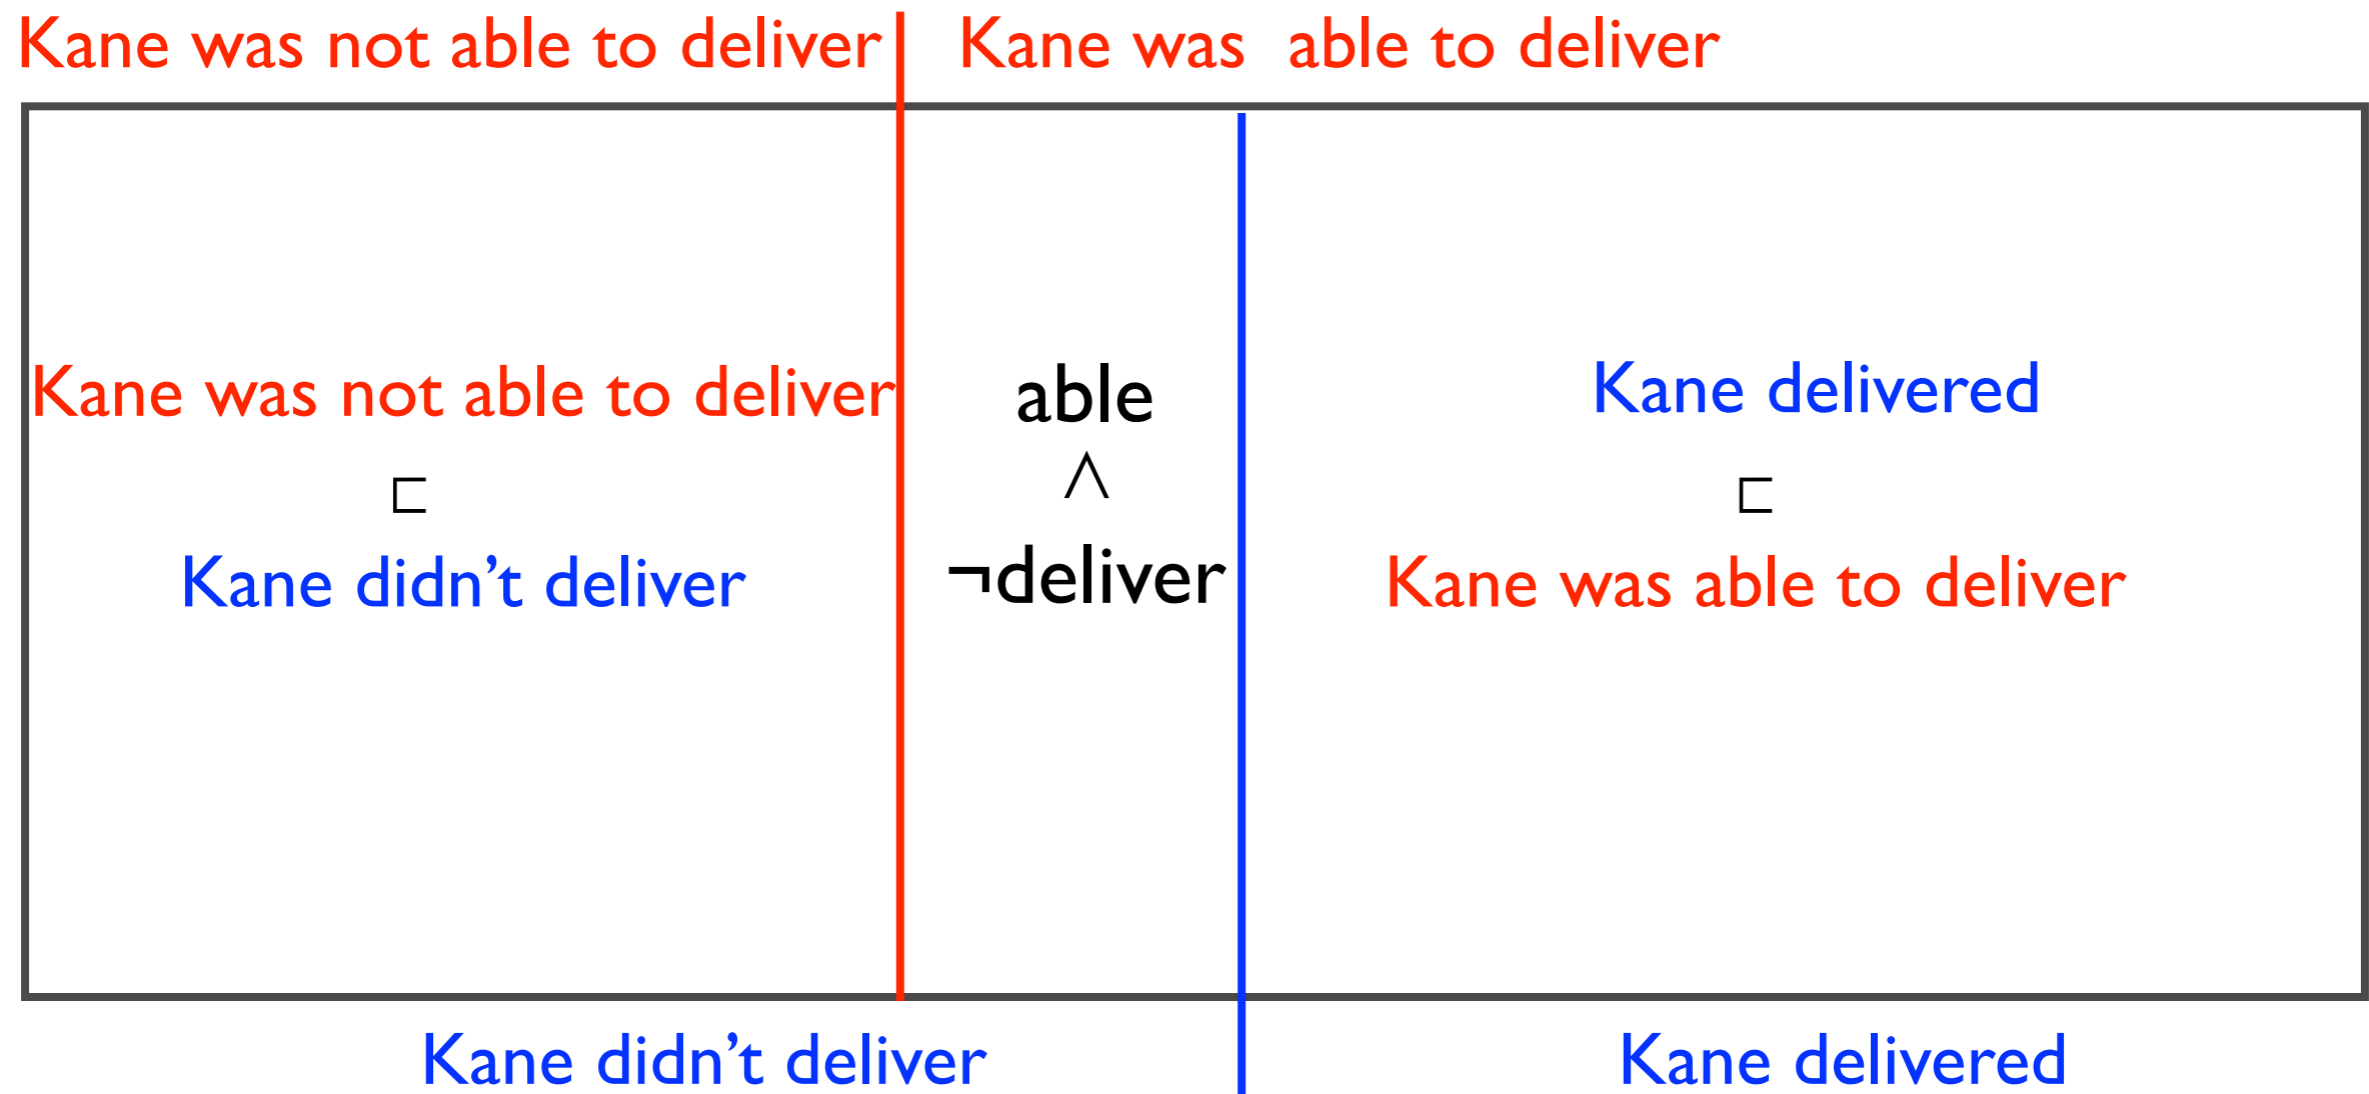 Kane was not able to deliver
Kane was able to deliver
Kane was not able to deliver
⊏
Kane didn’t deliver
able
∧
¬deliver
Kane delivered
⊏
Kane was able to deliver
Kane didn’t deliver
Kane delivered